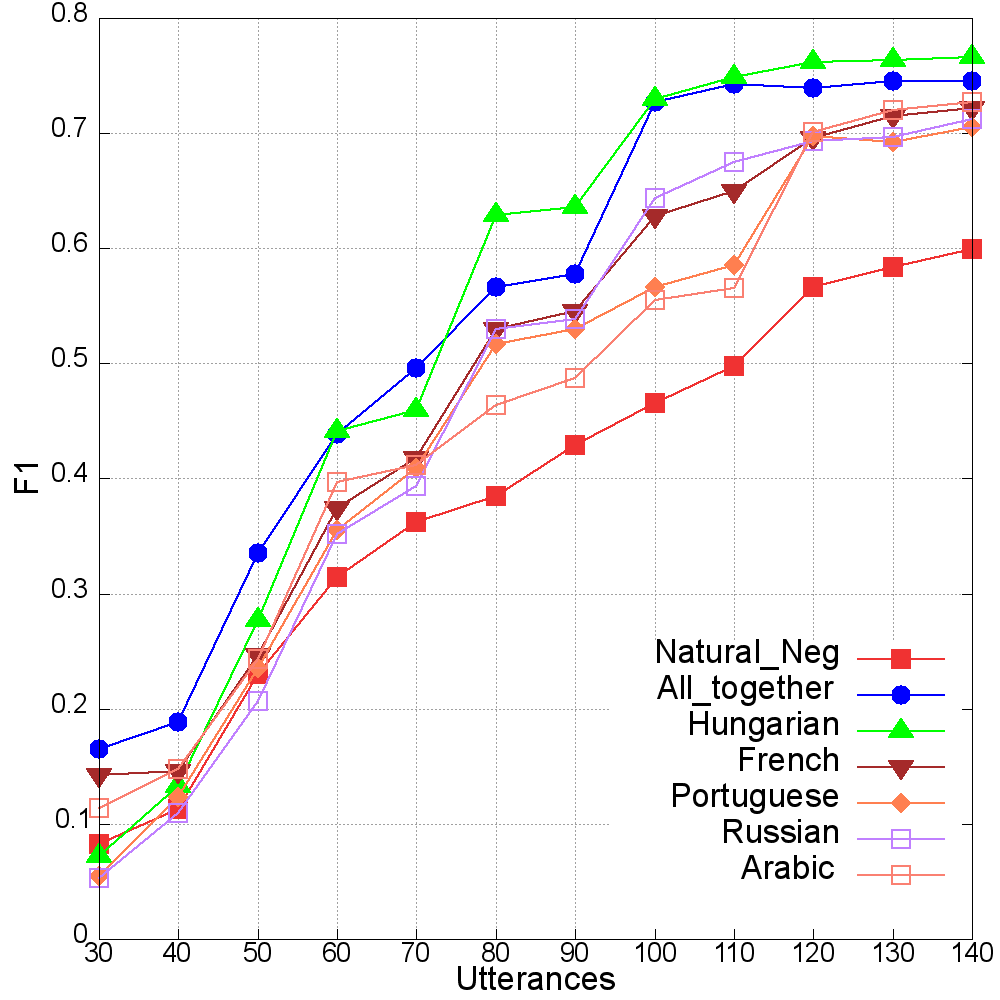 0.8
0.7
0.6
0.5
0.4
0.3
0.2
0.1
0
F1
Natural_Neg
All_together
Hungarian
French
Portuguese
Russian
Arabic
30 40 50 60 70 80 90 100 110 120 130 140
Utterances